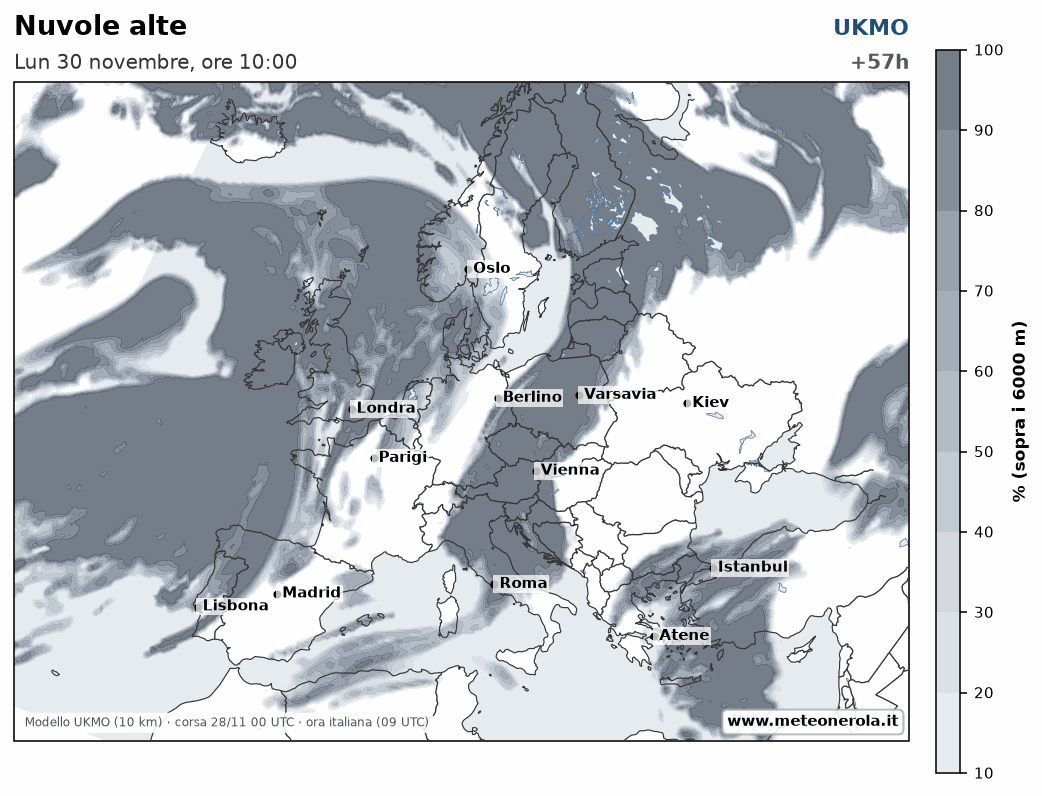 Nuvole alte
UKMO
Lun 30 novembre, ore 10:00
+57h
100
90
80
70
60
50
40
30
20
10
% (sopra i 6000 m)
Oslo
Berlino
Varsavia
Kiev
Londra
Parigi
Vienna
Istanbul
Roma
Madrid
Lisbona
Atene
Modello UKMO (10 km) · corsa 28/11 00 UTC · ora italiana (09 UTC)
www.meteonerola.it